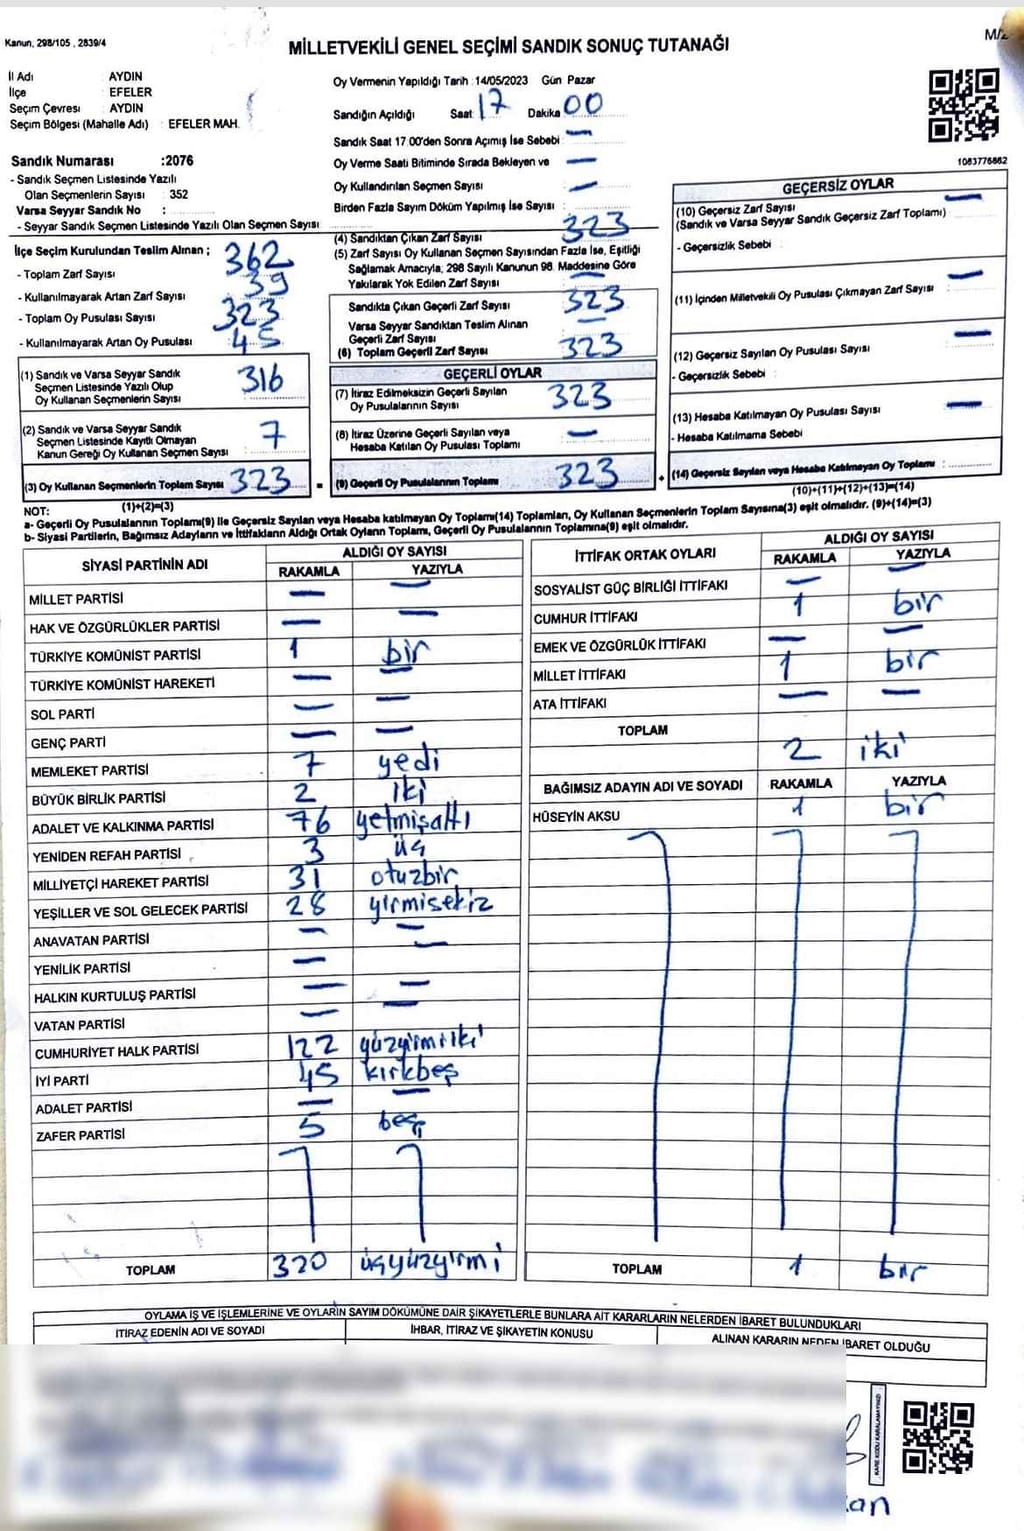 Kanun, 298/105 , 2839/4
MİLLETVEKİLİ GENEL SEÇİMİ SANDIK SONUÇ TUTANAĞI
İl Adı AYDIN
İlçe EFELER
Seçim Çevresi AYDIN
Seçim Bölgesi (Mahalle Adı) : EFELER MAH.
Oy Vermenin Yapıldığı Tarih : 14/05/2023 Gün Pazar
Sandığın Açıldığı Saat 17 Dakika 00
Sandık Saat 17.00'den Sonra Açılmış İse Sebebi : —
Oy Verme Saati Bitiminde Sırada Bekleyen ve —
Oy Kullandırılan Seçmen Sayısı —
Birden Fazla Sayım Döküm Yapılmış İse Sayısı :
1083776662
Sandık Numarası :2076
- Sandık Seçmen Listesinde Yazılı
Olan Seçmenlerin Sayısı : 352
Varsa Seyyar Sandık No :
- Seyyar Sandık Seçmen Listesinde Yazılı Olan Seçmen Sayısı
İlçe Seçim Kurulundan Teslim Alınan ;
- Toplam Zarf Sayısı 362
- Kullanılmayarak Artan Zarf Sayısı 39
- Toplam Oy Pusulası Sayısı 323
- Kullanılmayarak Artan Oy Pusulası 45
(1) Sandık ve Varsa Seyyar Sandık
Seçmen Listesinde Yazılı Olup
Oy Kullanan Seçmenlerin Sayısı 316
(2) Sandık ve Varsa Seyyar Sandık
Seçmen Listesinde Kayıtlı Olmayan
Kanun Gereği Oy Kullanan Seçmen Sayısı 7
(3) Oy Kullanan Seçmenlerin Toplam Sayısı 323
(1)+(2)=(3)
(4) Sandıktan Çıkan Zarf Sayısı 323
(5) Zarf Sayısı Oy Kullanan Seçmen Sayısından Fazla İse, Eşitliği
Sağlamak Amacıyla; 298 Sayılı Kanunun 98. Maddesine Göre
Yakılarak Yok Edilen Zarf Sayısı —
Sandıkta Çıkan Geçerli Zarf Sayısı 323
Varsa Seyyar Sandıktan Teslim Alınan
Geçerli Zarf Sayısı —
(6) Toplam Geçerli Zarf Sayısı 323
GEÇERLİ OYLAR
(7) İtiraz Edilmeksizin Geçerli Sayılan
Oy Pusulalarının Sayısı 323
(8) İtiraz Üzerine Geçerli Sayılan veya
Hesaba Katılan Oy Pusulası Toplamı —
(9) Geçerli Oy Pusulalarının Toplamı 323
GEÇERSİZ OYLAR
(10) Geçersiz Zarf Sayısı —
(Sandık ve Varsa Seyyar Sandık Geçersiz Zarf Toplamı)
- Geçersizlik Sebebi :
(11) İçinden Milletvekili Oy Pusulası Çıkmayan Zarf Sayısı —
(12) Geçersiz Sayılan Oy Pusulası Sayısı —
- Geçersizlik Sebebi
(13) Hesaba Katılmayan Oy Pusulası Sayısı —
- Hesaba Katılmama Sebebi
(14) Geçersiz Sayılan veya Hesaba Katılmayan Oy Toplamı :
(10)+(11)+(12)+(13)=(14)
NOT:
a- Geçerli Oy Pusulalarının Toplamı(9) ile Geçersiz Sayılan veya Hesaba katılmayan Oy Toplamı(14) Toplamları, Oy Kullanan Seçmenlerin Toplam Sayısına(3) eşit olmalıdır. (9)+(14)=(3)
b- Siyasi Partilerin, Bağımsız Adayların ve İttifakların Aldığı Ortak Oyların Toplamı, Geçerli Oy Pusulalarının Toplamına(9) eşit olmalıdır.
SİYASİ PARTİNİN ADI ALDIĞI OY SAYISI
RAKAMLA YAZIYLA
MİLLET PARTİSİ — —
HAK VE ÖZGÜRLÜKLER PARTİSİ — —
TÜRKİYE KOMÜNİST PARTİSİ 1 bir
TÜRKİYE KOMÜNİST HAREKETİ — —
SOL PARTİ — —
GENÇ PARTİ — —
MEMLEKET PARTİSİ 7 yedi
BÜYÜK BİRLİK PARTİSİ 2 iki
ADALET VE KALKINMA PARTİSİ 76 yetmişaltı
YENİDEN REFAH PARTİSİ 3 üç
MİLLİYETÇİ HAREKET PARTİSİ 31 otuzbir
YEŞİLLER VE SOL GELECEK PARTİSİ 28 yirmisekiz
ANAVATAN PARTİSİ — —
YENİLİK PARTİSİ — —
HALKIN KURTULUŞ PARTİSİ — —
VATAN PARTİSİ — —
CUMHURİYET HALK PARTİSİ 122 yüzyirmiiki
İYİ PARTİ 45 kırkbeş
ADALET PARTİSİ — —
ZAFER PARTİSİ 5 beş
TOPLAM 320 üçyüzyirmi
İTTİFAK ORTAK OYLARI ALDIĞI OY SAYISI
RAKAMLA YAZIYLA
SOSYALİST GÜÇ BİRLİĞİ İTTİFAKI — —
CUMHUR İTTİFAKI 1 bir
EMEK VE ÖZGÜRLÜK İTTİFAKI — —
MİLLET İTTİFAKI 1 bir
ATA İTTİFAKI — —
TOPLAM 2 iki
BAĞIMSIZ ADAYIN ADI VE SOYADI RAKAMLA YAZIYLA
HÜSEYİN AKSU 1 bir
TOPLAM 1 bir
OYLAMA İŞ VE İŞLEMLERİNE VE OYLARIN SAYIM DÖKÜMÜNE DAİR ŞİKAYETLERLE BUNLARA AİT KARARLARIN NELERDEN İBARET BULUNDUKLARI
İTİRAZ EDENİN ADI VE SOYADI İHBAR, İTİRAZ VE ŞİKAYETİN KONUSU ALINAN KARARIN NEDEN İBARET OLDUĞU
KARE KODU KARALAMAYINIZ!